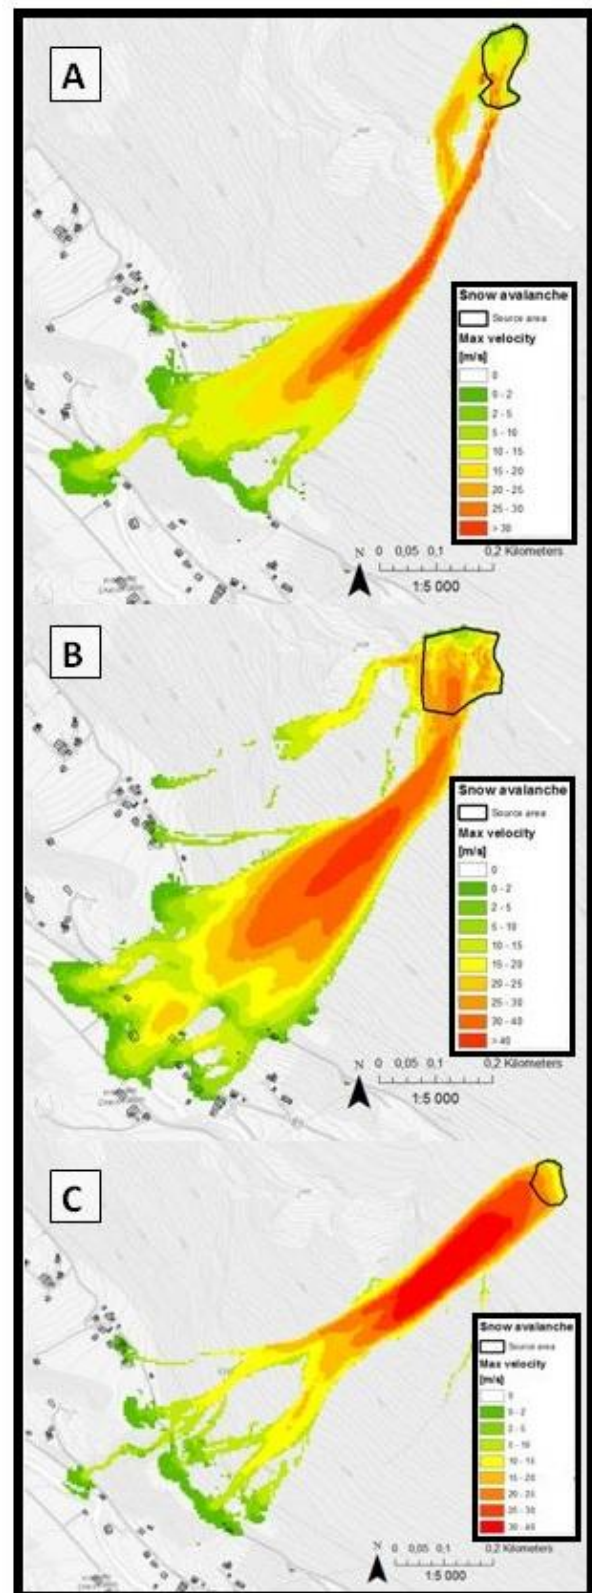 A
Snow avalanche
Source area
Max velocity
[m/s]
0
0 - 2
2 - 5
5 - 10
10 - 15
15 - 20
20 - 25
25 - 30
> 30
N 0 0,05 0,1 0,2 Kilometers
1:5 000
B
Snow avalanche
Source area
Max velocity
[m/s]
0
0 - 2
2 - 5
5 - 10
10 - 15
15 - 20
20 - 25
25 - 30
30 - 40
> 40
N 0 0,05 0,1 0,2 Kilometers
1:5 000
C
Snow avalanche
Source area
Max velocity
[m/s]
0
0 - 2
2 - 5
5 - 10
10 - 15
15 - 20
20 - 25
25 - 30
N 0 0,05 0,1 0,2 Kilometers
1:5 000